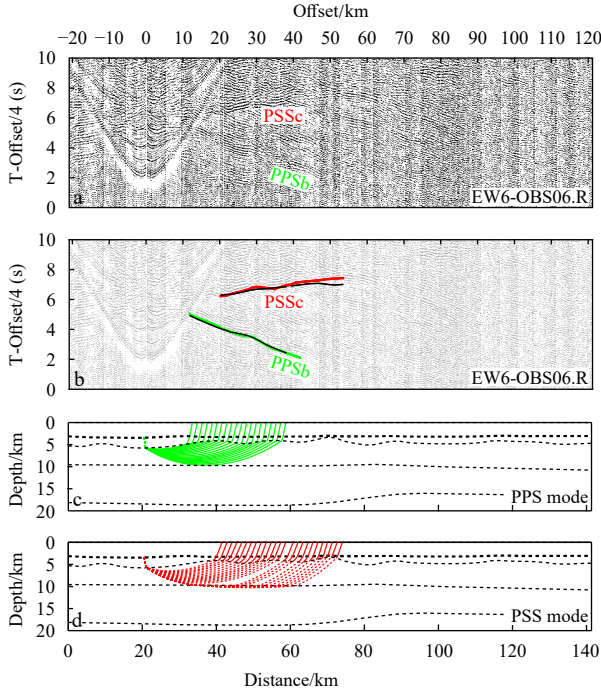 Offset/km
−20 −10 0 10 20 30 40 50 60 70 80 90 100 110 120
10
8
6
4
2
0
T-Offset/4 (s)
PSSc
PPSb
a
EW6-OBS06.R
10
8
6
4
2
0
T-Offset/4 (s)
PSSc
PPSb
b
EW6-OBS06.R
0
5
10
15
20
Depth/km
c
PPS mode
0
5
10
15
20
Depth/km
d
PSS mode
0 20 40 60 80 100 120 140
Distance/km